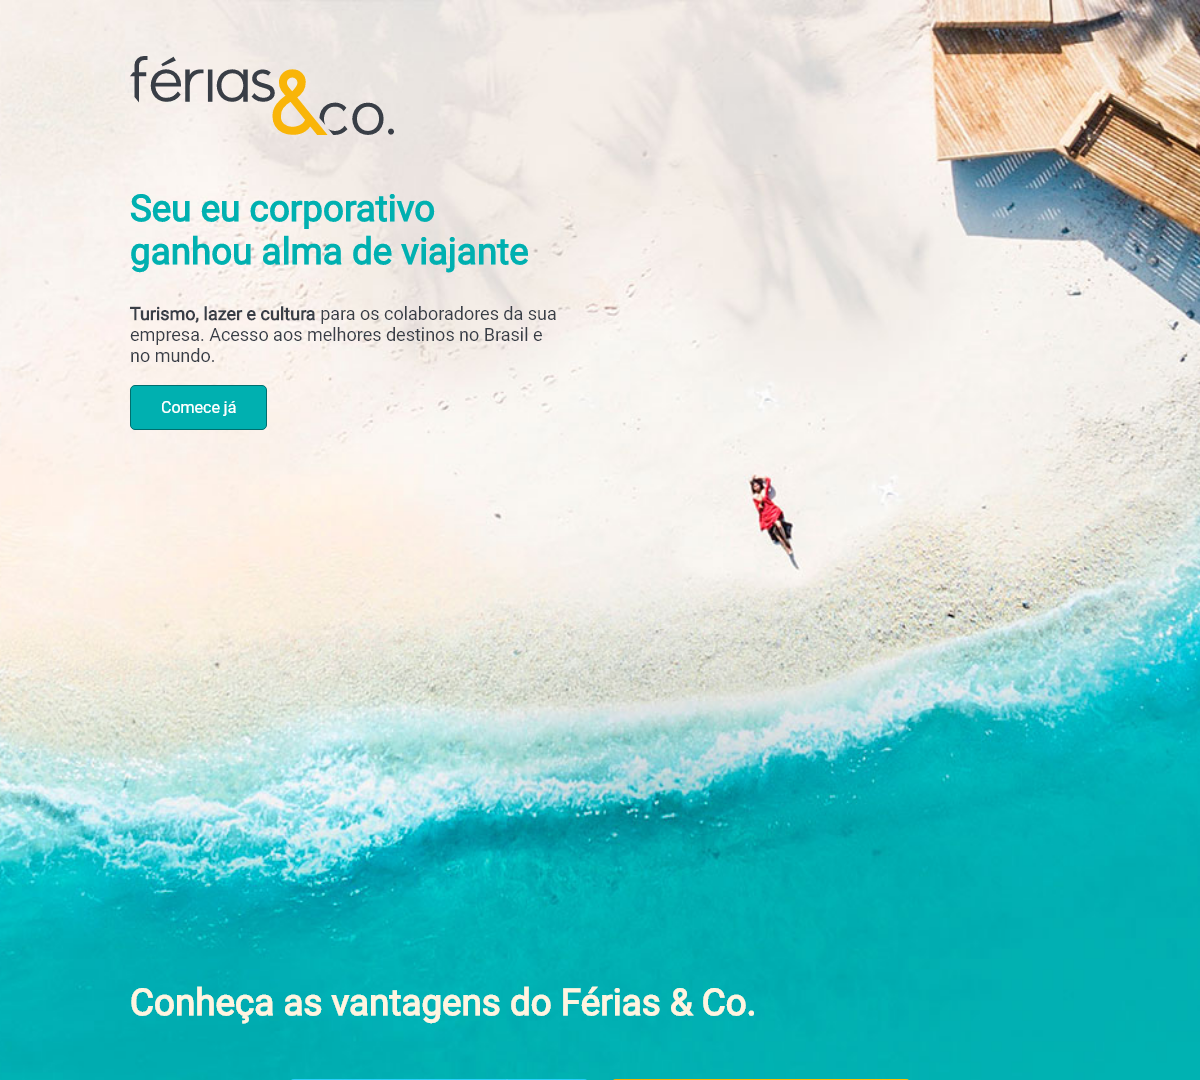 férias&co.
Seu eu corporativo
ganhou alma de viajante
Turismo, lazer e cultura para os colaboradores da sua
empresa. Acesso aos melhores destinos no Brasil e
no mundo.
Comece já
Conheça as vantagens do Férias & Co.